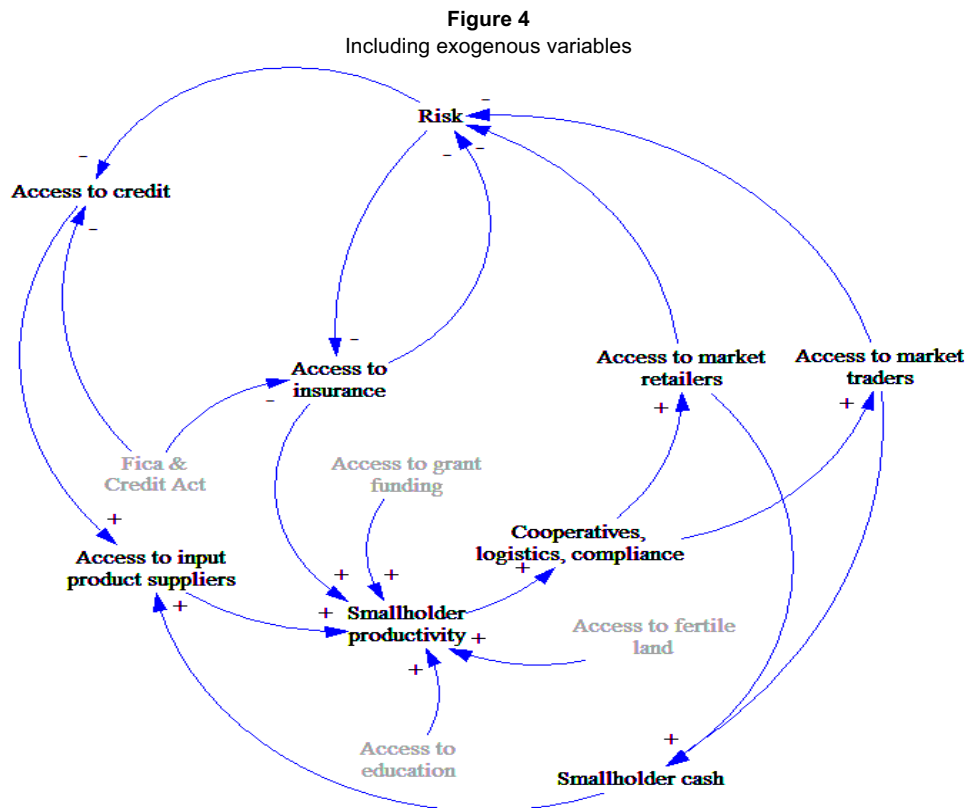 Figure 4
Including exogenous variables
Risk
-
-
-
-
Access to credit
-
Access to market
retailers
Access to market
traders
-
Access to
insurance
-
+
+
Fica &
Credit Act
Access to grant
funding
+
Cooperatives,
logistics, compliance
Access to input
product suppliers
+
+
+
+
+
Smallholder
productivity
+
+
Access to fertile
land
Access to
education
+
Smallholder cash